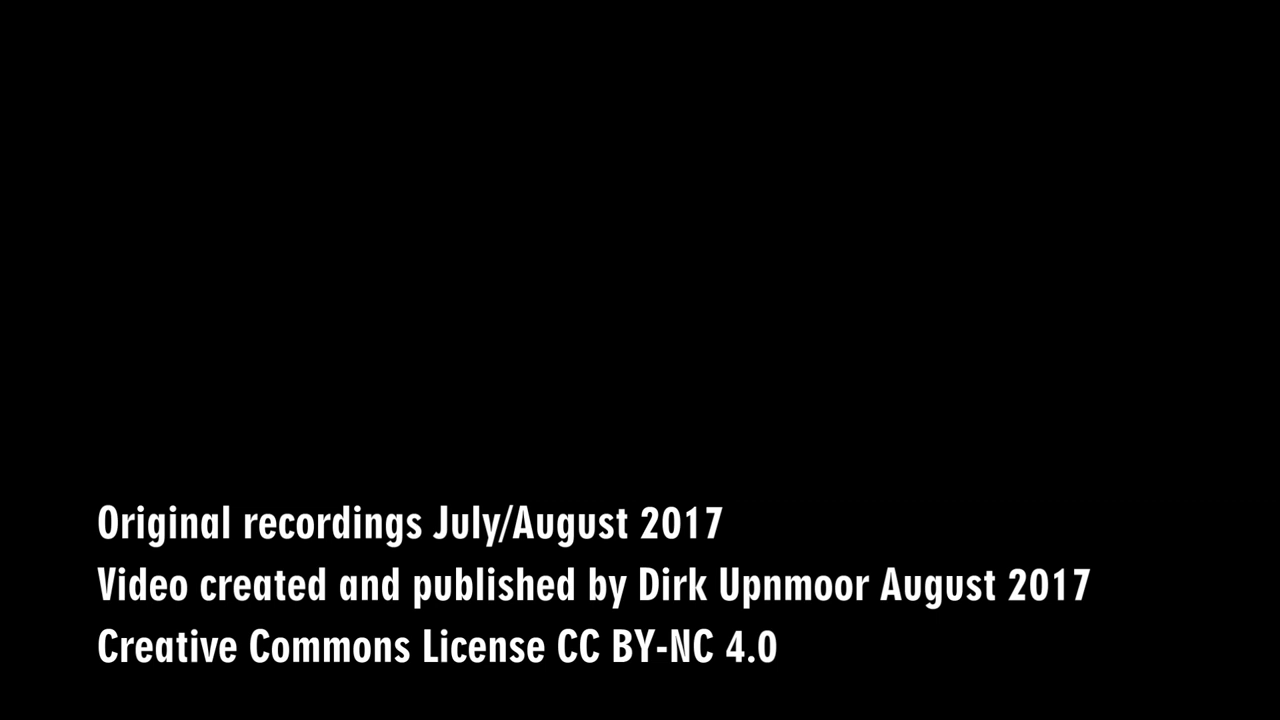 Original recordings July/August 2017
Video created and published by Dirk Upnmoor August 2017
Creative Commons License CC BY-NC 4.0